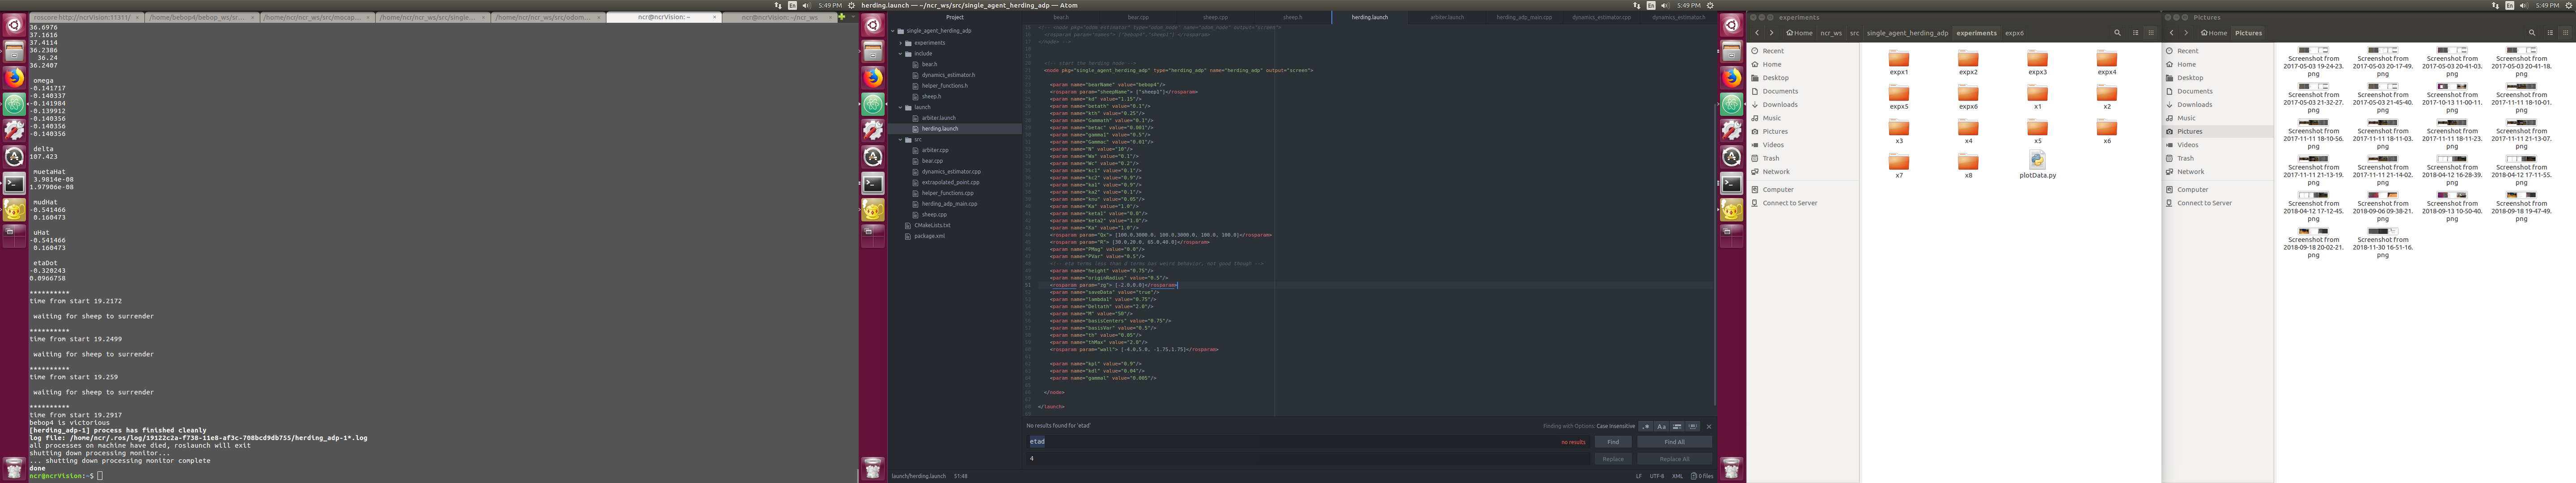 En 5:49 PM
roscore http://ncrVision:11311/
/home/bebop4/bebop_ws/sr...
/home/ncr/ncr_ws/src/mocap...
/home/ncr/ncr_ws/src/single...
/home/ncr/ncr_ws/src/odom...
ncr@ncrVision: ~
ncr@ncrVision: ~/ncr_ws
36.6976
37.1616
37.4114
36.2386
36.24
36.2407
omega
-0.141717
-0.140337
-0.141984
-0.139912
-0.140356
-0.140356
-0.140356
delta
107.423
muetaHat
3.9814e-08
1.97906e-08
mudHat
-0.541466
0.160473
uHat
-0.541466
0.160473
etaDot
-0.320243
0.0966758
**********
time from start 19.2172
waiting for sheep to surrender
**********
time from start 19.2499
waiting for sheep to surrender
**********
time from start 19.259
waiting for sheep to surrender
**********
time from start 19.2917
bebop4 is victorious
[herding_adp-1] process has finished cleanly
log file: /home/ncr/.ros/log/19122c2a-f738-11e8-af3c-708bcd9db755/herding_adp-1*.log
all processes on machine have died, roslaunch will exit
shutting down processing monitor...
... shutting down processing monitor complete
done
ncr@ncrVision:~$
herding.launch — ~/ncr_ws/src/single_agent_herding_adp — Atom
En 5:49 PM
Project
single_agent_herding_adp
experiments
include
bear.h
dynamics_estimator.h
helper_functions.h
sheep.h
launch
arbiter.launch
herding.launch
src
arbiter.cpp
bear.cpp
dynamics_estimator.cpp
extrapolated_point.cpp
helper_functions.cpp
herding_adp_main.cpp
sheep.cpp
CMakeLists.txt
package.xml
bear.h
bear.cpp
sheep.cpp
sheep.h
herding.launch
arbiter.launch
herding_adp_main.cpp
dynamics_estimator.cpp
dynamics_estimator.h
<!-- start the herding node -->
<node pkg="single_agent_herding_adp" type="herding_adp" name="herding_adp" output="screen">
<param name="bearName" value="bebop4"/>
<rosparam param="sheepName"> ["sheep1"]</rosparam>
<param name="kd" value="1.15"/>
<param name="betath" value="0.1"/>
<param name="kth" value="0.25"/>
<param name="Gammath" value="0.1"/>
<param name="betac" value="0.001"/>
<param name="gamma1" value="0.5"/>
<param name="Gammac" value="0.01"/>
<param name="N" value="10"/>
<param name="Wa" value="0.1"/>
<param name="Wc" value="0.2"/>
<param name="kc1" value="0.1"/>
<param name="kc2" value="0.9"/>
<param name="ka1" value="0.9"/>
<param name="ka2" value="0.1"/>
<param name="knu" value="0.05"/>
<param name="Ke" value="1.0"/>
<param name="keta1" value="0.8"/>
<param name="keta2" value="1.0"/>
<param name="Ka" value="1.0"/>
<rosparam param="Qx"> [100.0,3000.0, 100.0,3000.0, 100.0, 100.0]</rosparam>
<rosparam param="R"> [30.0,20.0, 65.0,40.0]</rosparam>
<param name="PMag" value="0.0"/>
<param name="PVar" value="0.5"/>
<!-- eta terms less than d terms has weird behavior, not good though -->
<param name="height" value="0.75"/>
<param name="originRadius" value="0.5"/>
51 <rosparam param="xg"> [-2.0,0.0]</rosparam>
<param name="saveData" value="true"/>
<param name="lambda1" value="0.75"/>
<param name="Deltath" value="2.0"/>
<param name="M" value="50"/>
<param name="basisCenters" value="0.75"/>
<param name="basisVar" value="0.5"/>
<param name="th" value="0.05"/>
<param name="thMax" value="2.0"/>
<rosparam param="wall"> [-4.0,5.0, -1.75,1.75]</rosparam>
<param name="kpl" value="0.9"/>
<param name="kdl" value="0.04"/>
<param name="gammal" value="0.005"/>
</node>
</launch>
No results found for 'etad'
Finding with Options: Case Insensitive
etad
no results
Find
Find All
4
Replace
Replace All
launch/herding.launch 51:48
LF UTF-8 XML 0 files
experiments
En 5:49 PM
Home ncr_ws src single_agent_herding_adp experiments expx6
Recent
Home
Desktop
Documents
Downloads
Music
Pictures
Videos
Trash
Network
Computer
Connect to Server
expx1 expx2 expx3 expx4
expx5 expx6 x1 x2
x3 x4 x5 x6
x7 x8 plotData.py
Pictures
En 5:49 PM
Home Pictures
Recent
Home
Desktop
Documents
Downloads
Music
Pictures
Videos
Trash
Network
Computer
Connect to Server
Screenshot from 2017-05-03 19-24-23.png
Screenshot from 2017-05-03 20-17-49.png
Screenshot from 2017-05-03 20-41-03.png
Screenshot from 2017-05-03 20-41-18.png
Screenshot from 2017-05-03 21-32-27.png
Screenshot from 2017-05-03 21-45-40.png
Screenshot from 2017-10-13 11-00-11.png
Screenshot from 2017-11-11 18-10-01.png
Screenshot from 2017-11-11 18-10-56.png
Screenshot from 2017-11-11 18-11-03.png
Screenshot from 2017-11-11 18-11-23.png
Screenshot from 2017-11-11 21-13-07.png
Screenshot from 2017-11-11 21-13-19.png
Screenshot from 2017-11-11 21-14-02.png
Screenshot from 2018-04-12 16-28-39.png
Screenshot from 2018-04-12 17-11-55.png
Screenshot from 2018-04-12 17-12-45.png
Screenshot from 2018-09-06 09-38-21.png
Screenshot from 2018-09-13 10-50-40.png
Screenshot from 2018-09-18 19-47-49.png
Screenshot from 2018-09-18 20-02-21.png
Screenshot from 2018-11-30 16-51-16.png